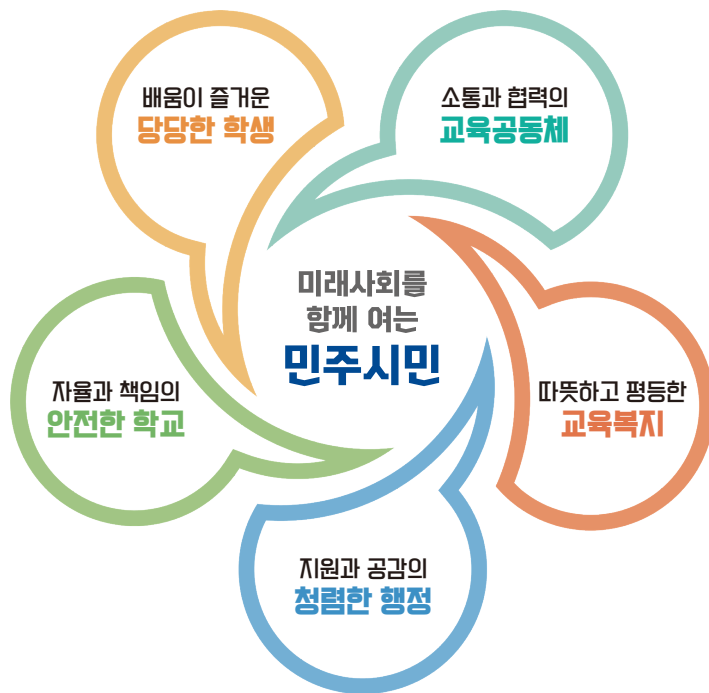 배움이 즐거운
당당한 학생
소통과 협력의
교육공동체
미래사회를
함께 여는
민주시민
자율과 책임의
안전한 학교
따뜻하고 평등한
교육복지
지원과 공감의
청렴한 행정